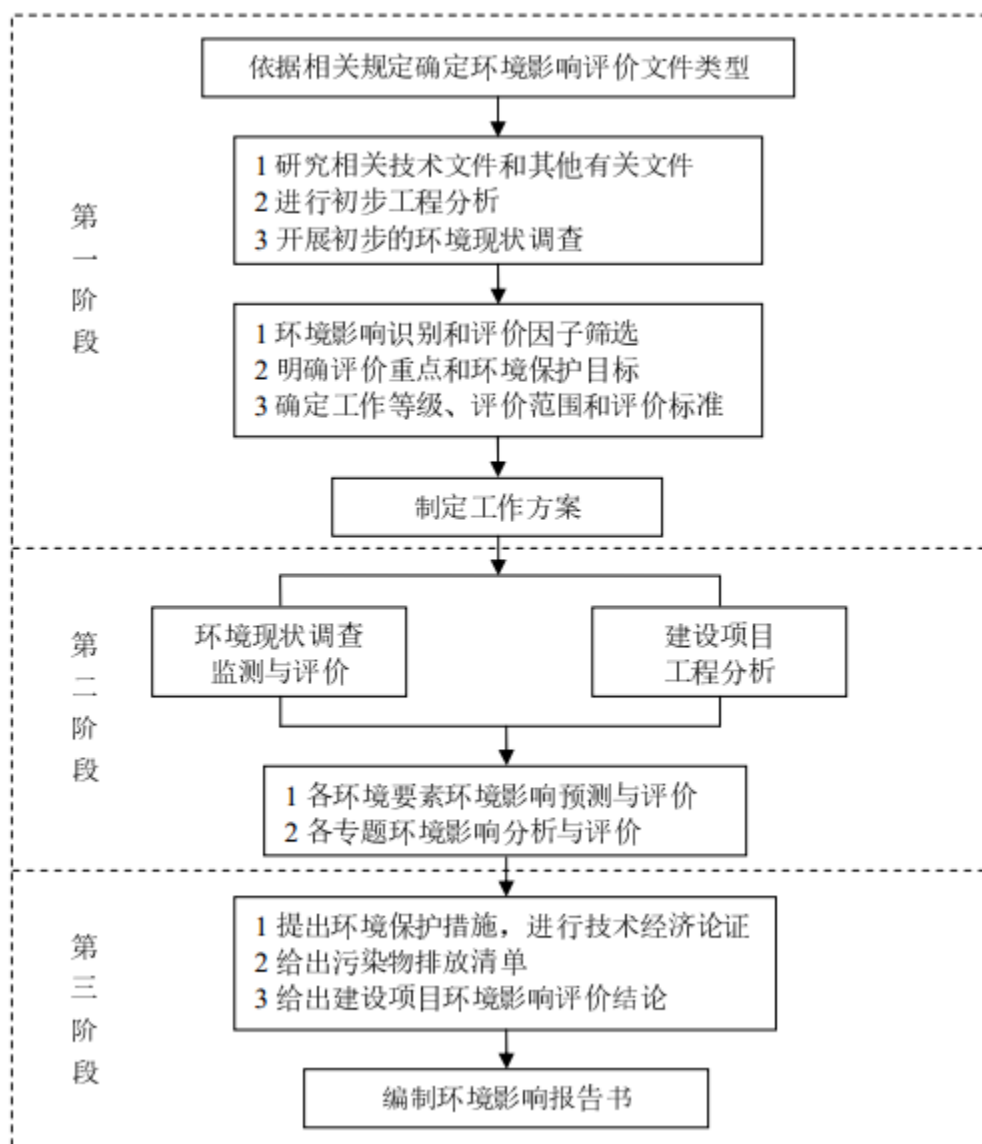 依据相关规定确定环境影响评价文件类型
1 研究相关技术文件和其他有关文件
2 进行初步工程分析
3 开展初步的环境现状调查
第一阶段
1 环境影响识别和评价因子筛选
2 明确评价重点和环境保护目标
3 确定工作等级、评价范围和评价标准
制定工作方案
环境现状调查
监测与评价
建设项目
工程分析
第二阶段
1 各环境要素环境影响预测与评价
2 各专题环境影响分析与评价
1 提出环境保护措施，进行技术经济论证
2 给出污染物排放清单
3 给出建设项目环境影响评价结论
第三阶段
编制环境影响报告书